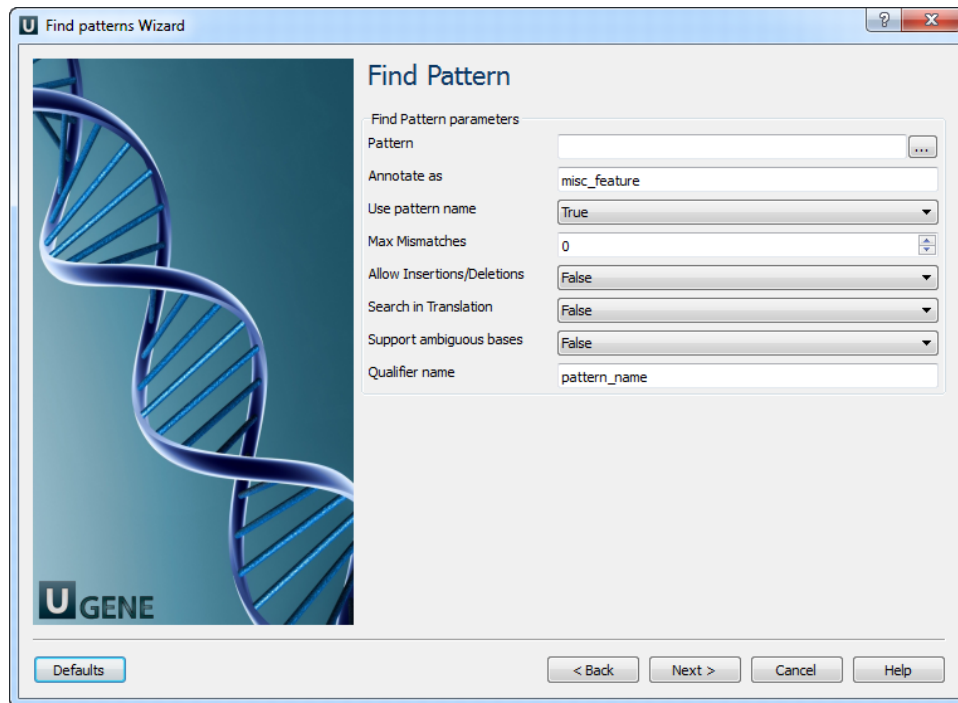 U Find patterns Wizard
?
Find Pattern
Find Pattern parameters
Pattern
...
Annotate as misc_feature
Use pattern name True
Max Mismatches 0
Allow Insertions/Deletions False
Search in Translation False
Support ambiguous bases False
Qualifier name pattern_name
U GENE
Defaults < Back Next > Cancel Help